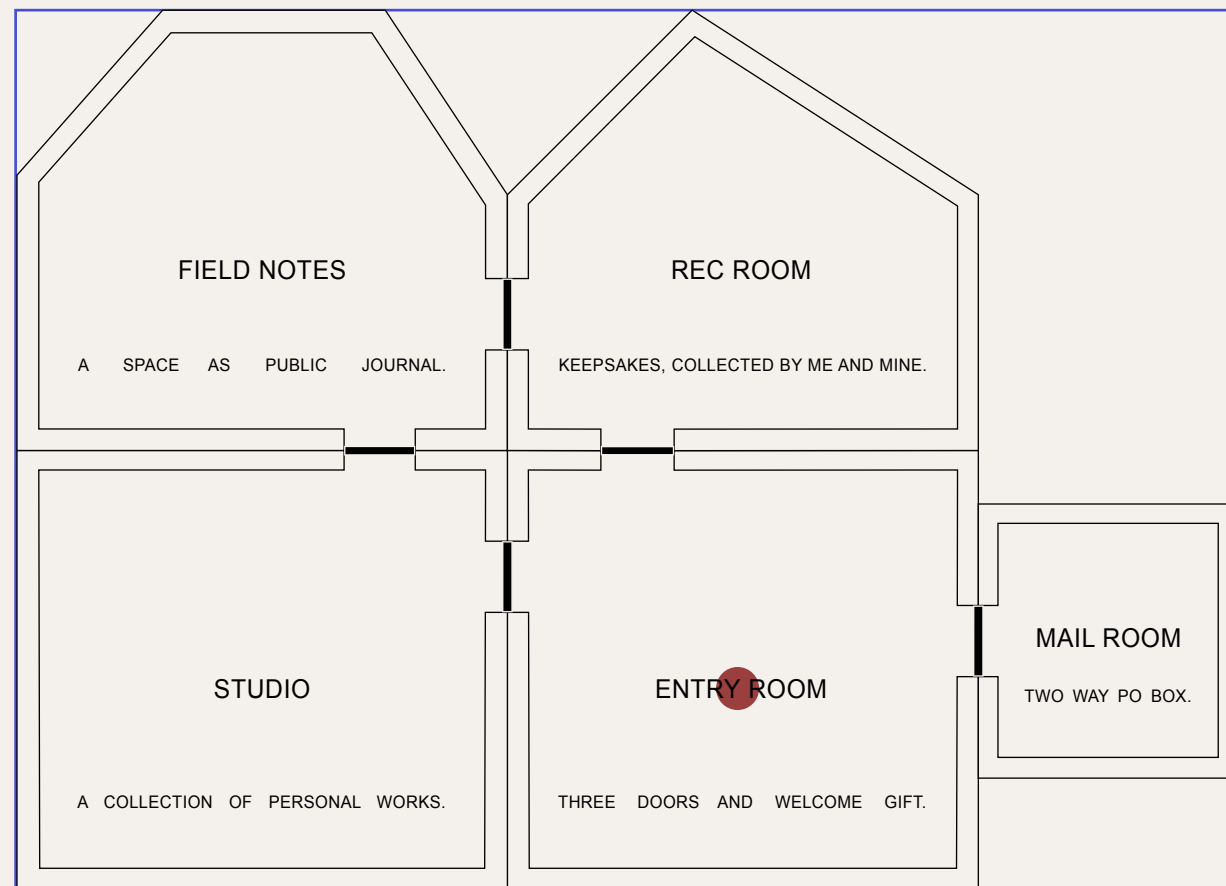 FIELD NOTES
A SPACE AS PUBLIC JOURNAL.
REC ROOM
KEEPSAKES, COLLECTED BY ME AND MINE.
STUDIO
A COLLECTION OF PERSONAL WORKS.
ENTRY ROOM
THREE DOORS AND WELCOME GIFT.
MAIL ROOM
TWO WAY PO BOX.